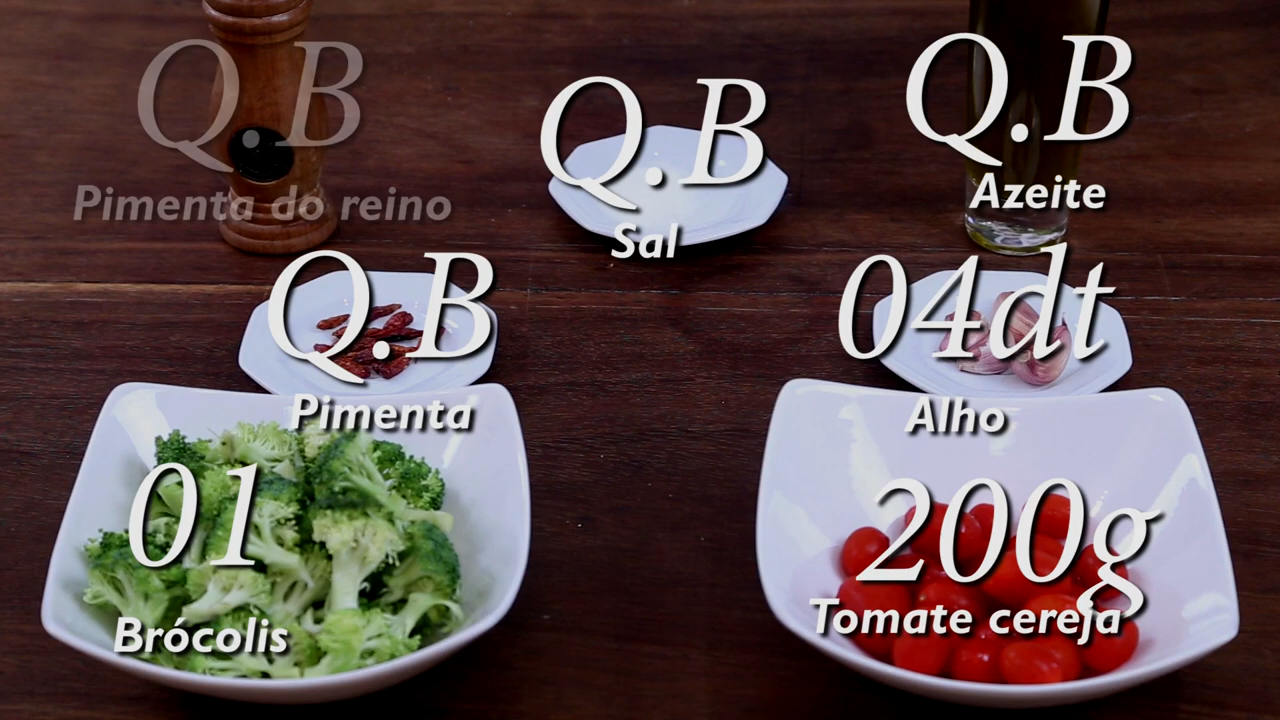 Q.B
Pimenta do reino
Q.B
Sal
Q.B
Azeite
Q.B
Pimenta
04dt
Alho
01
Brócolis
200g
Tomate cereja